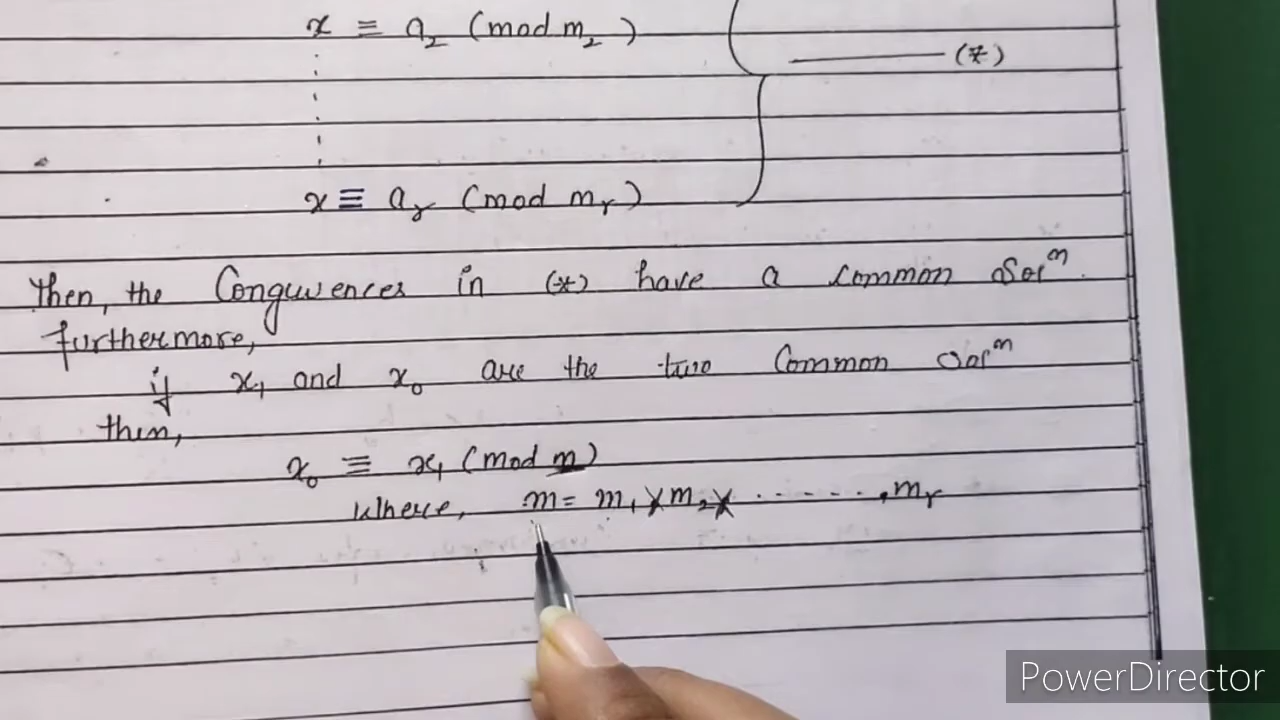 x ≡ a₂ (mod m₂)
(*)
x ≡ aᵣ (mod mᵣ)
Then, the Congruences in (*) have a common Solⁿ.
furthermore,
if x₁ and x₀ are the two Common Solⁿ
then,
x₀ ≡ x₁ (mod m)
where, m = m₁ x m₂ x ......, mᵣ
PowerDirector